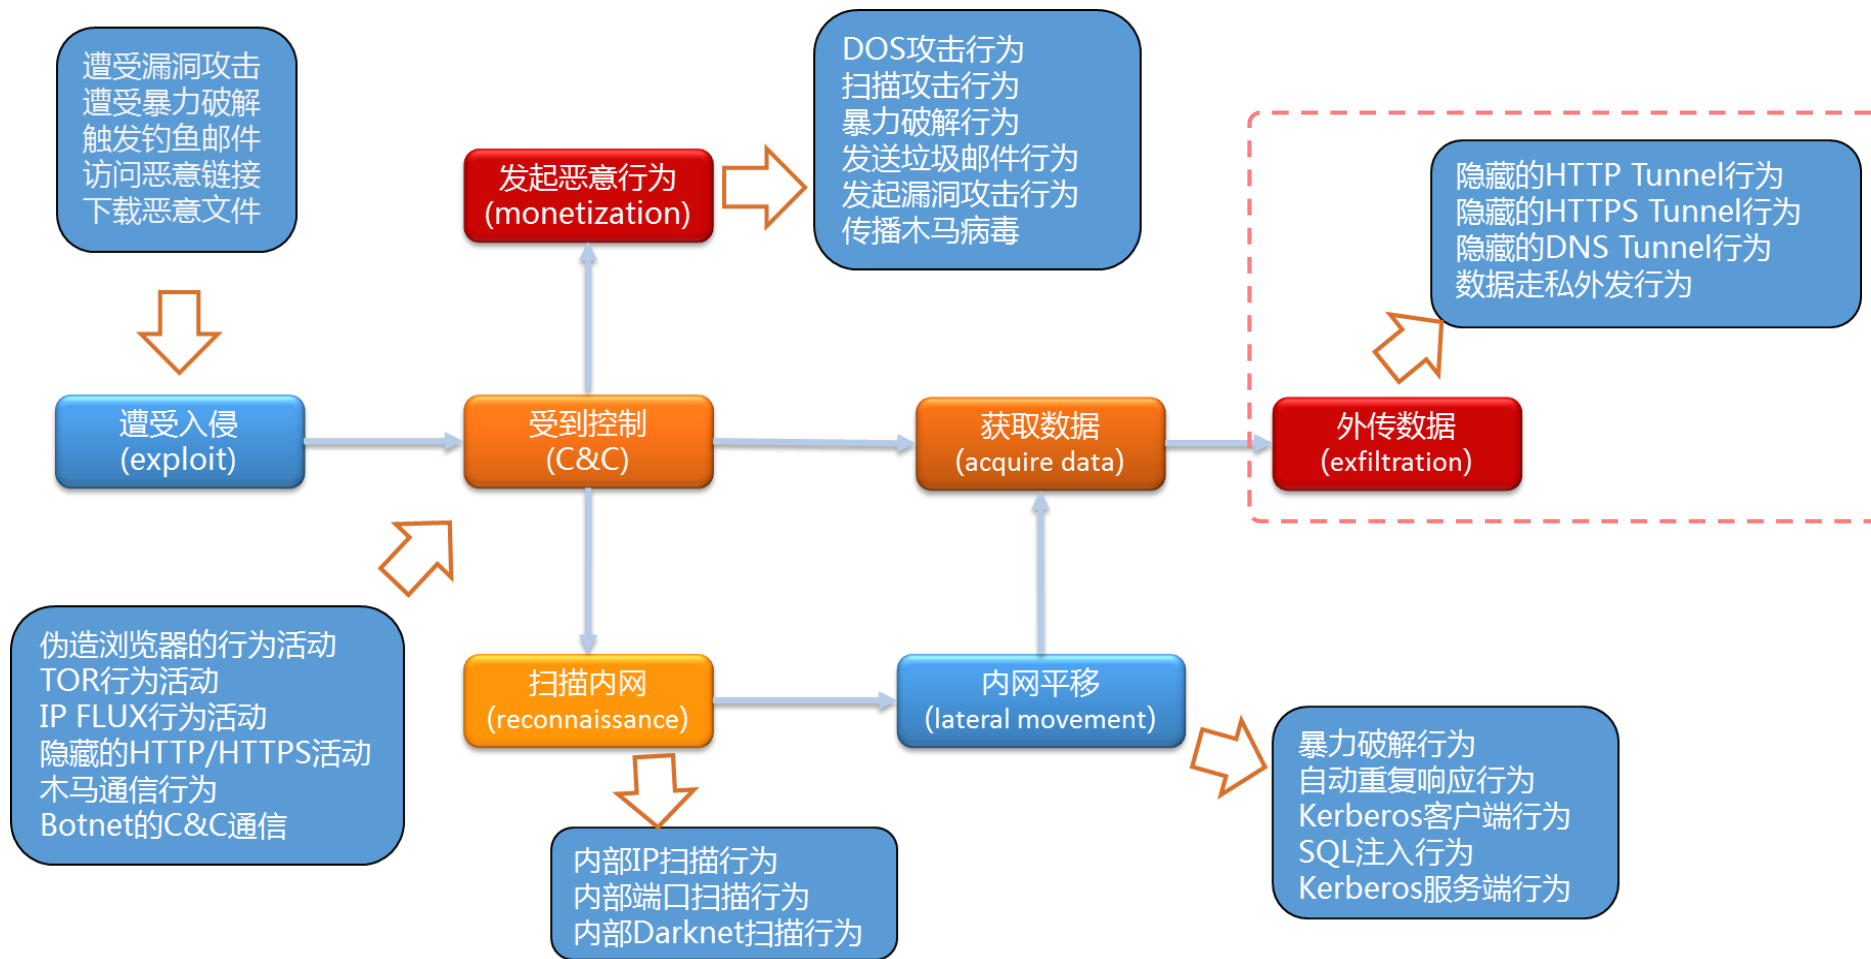 遭受漏洞攻击
遭受暴力破解
触发钓鱼邮件
访问恶意链接
下载恶意文件
发起恶意行为
(monetization)
DOS攻击行为
扫描攻击行为
暴力破解行为
发送垃圾邮件行为
发起漏洞攻击行为
传播木马病毒
隐藏的HTTP Tunnel行为
隐藏的HTTPS Tunnel行为
隐藏的DNS Tunnel行为
数据走私外发行为
遭受入侵
(exploit)
受到控制
(C&C)
获取数据
(acquire data)
外传数据
(exfiltration)
伪造浏览器的行为活动
TOR行为活动
IP FLUX行为活动
隐藏的HTTP/HTTPS活动
木马通信行为
Botnet的C&C通信
扫描内网
(reconnaissance)
内网平移
(lateral movement)
内部IP扫描行为
内部端口扫描行为
内部Darknet扫描行为
暴力破解行为
自动重复响应行为
Kerberos客户端行为
SQL注入行为
Kerberos服务端行为